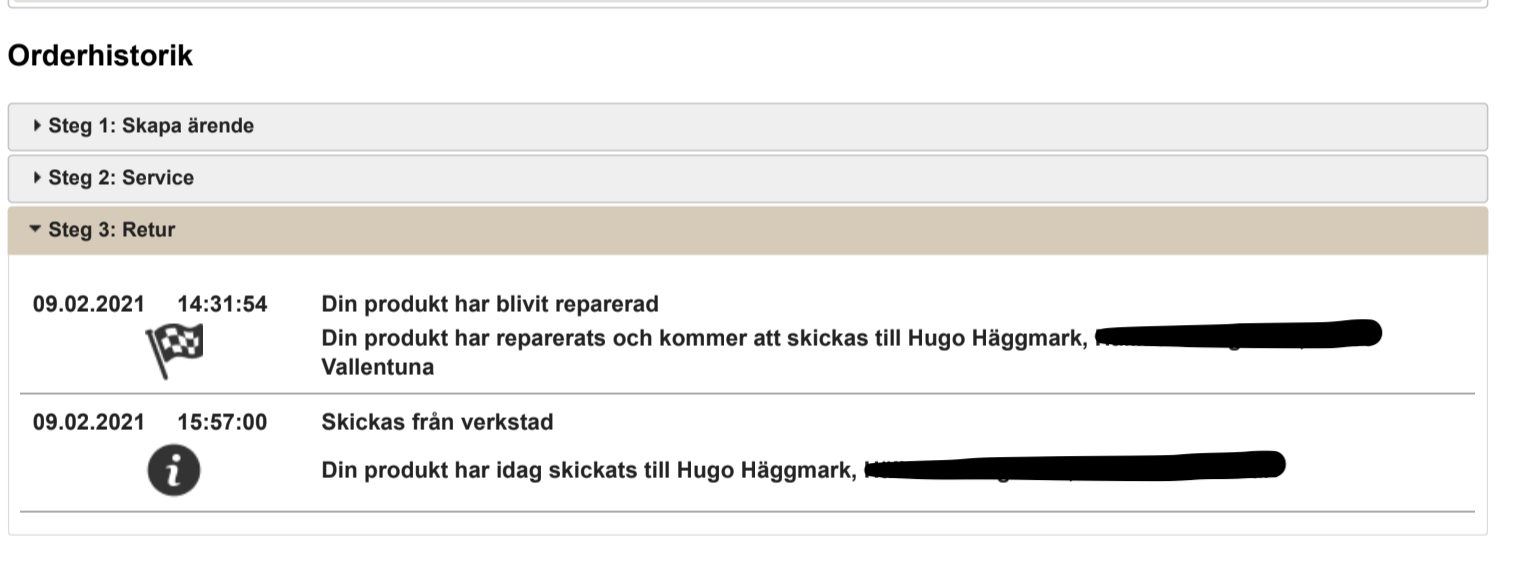 Orderhistorik
Steg 1: Skapa ärende
Steg 2: Service
Steg 3: Retur
09.02.2021 14:31:54 Din produkt har blivit reparerad
Din produkt har reparerats och kommer att skickas till Hugo Häggmark,
Vallentuna
09.02.2021 15:57:00 Skickas från verkstad
Din produkt har idag skickats till Hugo Häggmark,